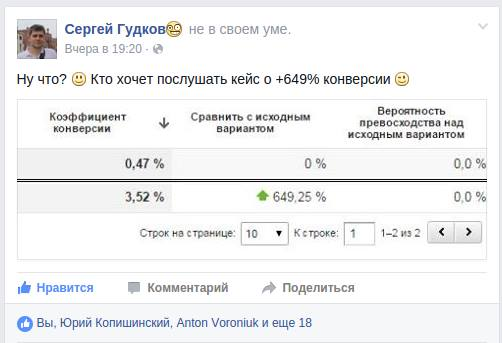 Сергей Гудков не в своем уме.
Вчера в 19:20 ·
Ну что? Кто хочет послушать кейс о +649% конверсии
Коэффициент конверсии Сравнить с исходным вариантом Вероятность превосходства над исходным вариантом
0,47 % 0 % 0,0 %
3,52 % 649,25 % 0,0 %
Строк на странице: 10 К строке: 1 1–2 из 2
Нравится Комментарий Поделиться
Вы, Юрий Копишинский, Anton Voroniuk и еще 18